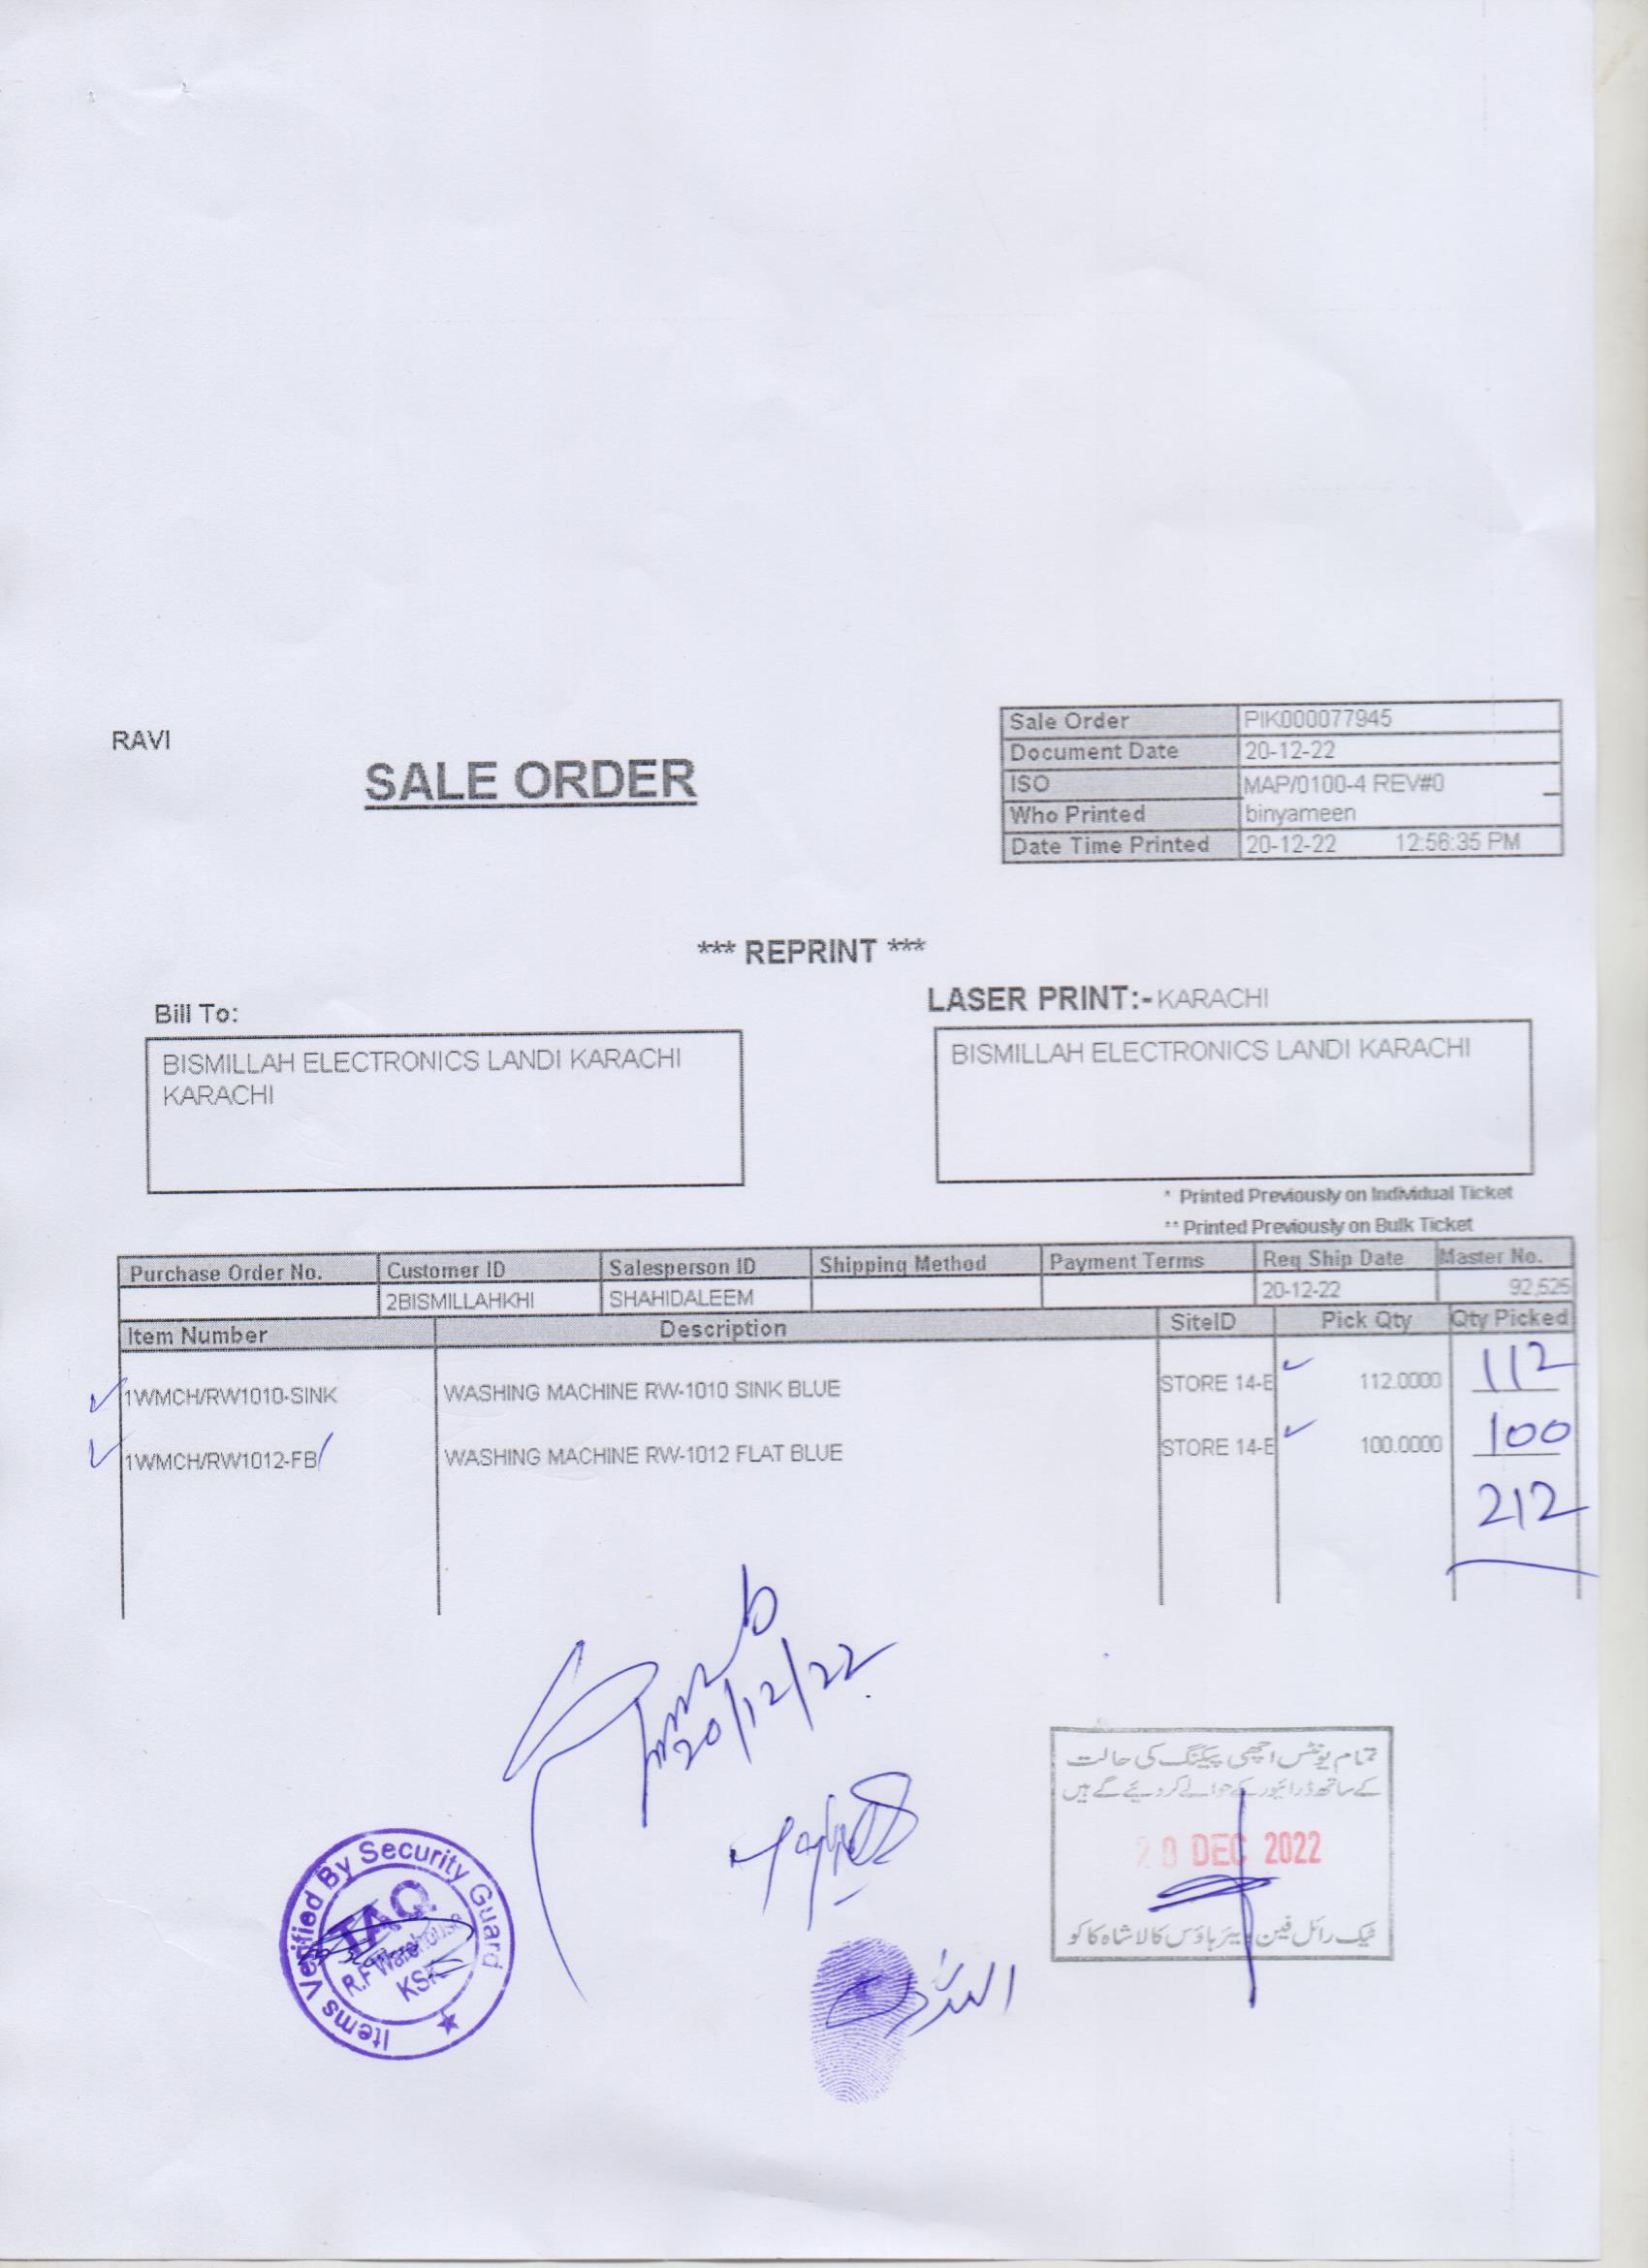 RAVI
SALE ORDER
Sale Order PIK000077945
Document Date 20-12-22
ISO MAP/0100-4 REV#0
Who Printed binyameen
Date Time Printed 20-12-22 12:56:35 PM
*** REPRINT ***
Bill To:
BISMILLAH ELECTRONICS LANDI KARACHI
KARACHI
LASER PRINT:- KARACHI
BISMILLAH ELECTRONICS LANDI KARACHI
* Printed Previously on Individual Ticket
** Printed Previously on Bulk Ticket
Purchase Order No. Customer ID Salesperson ID Shipping Method Payment Terms Req Ship Date Master No.
2BISMILLAHKHI SHAHIDALEEM 20-12-22 92,525
Item Number Description SiteID Pick Qty Qty Picked
1WMCH/RW1010-SINK WASHING MACHINE RW-1010 SINK BLUE STORE 14-E 112.0000 112
1WMCH/RW1012-FB WASHING MACHINE RW-1012 FLAT BLUE STORE 14-E 100.0000 100
212
20/12/22
تمام یونٹس اچھی پیکنگ کی حالت
کے ساتھ ڈرائیور کے حوالے کر دیئے گے ہیں
20 DEC 2022
ٹیک رائل فین ویئر ہاؤس کالا شاہ کاکو
Items Verified By Security Guard
TAQ
R.F Warehouse
KSK